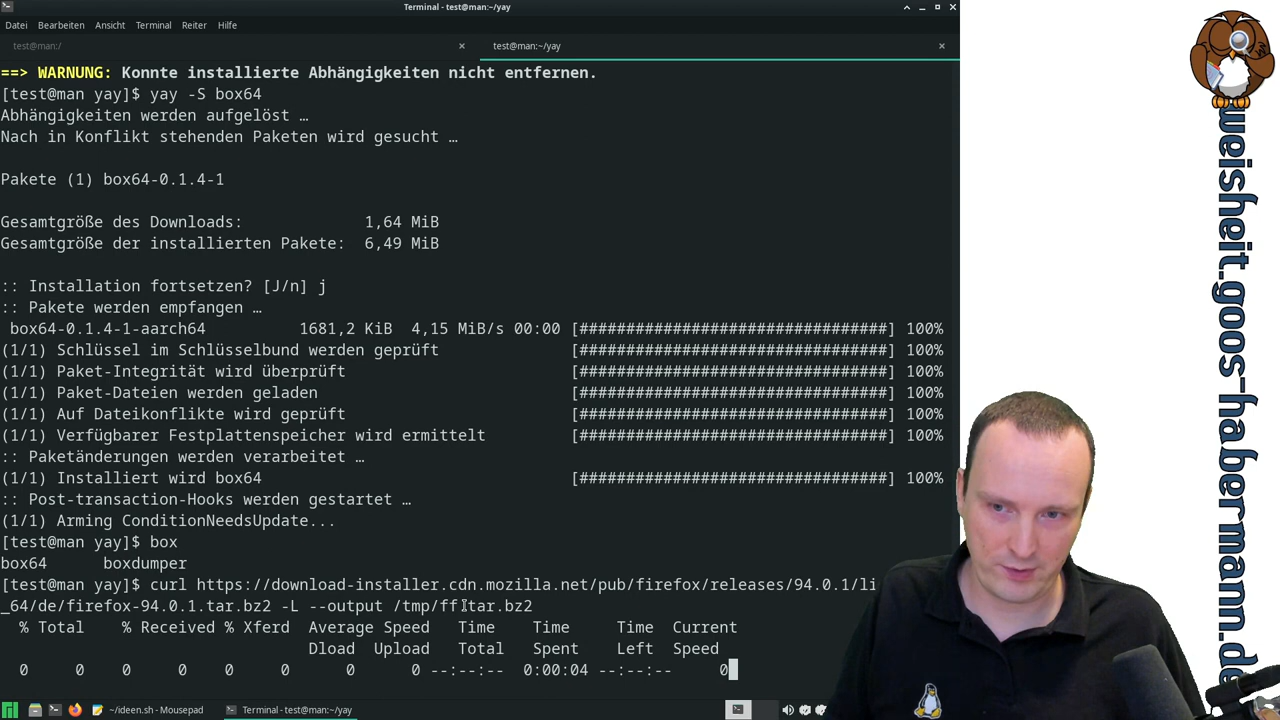 Terminal - test@man:~/yay
Datei Bearbeiten Ansicht Terminal Reiter Hilfe
test@man:/
test@man:~/yay
==> WARNUNG: Konnte installierte Abhängigkeiten nicht entfernen.
[test@man yay]$ yay -S box64
Abhängigkeiten werden aufgelöst …
Nach in Konflikt stehenden Paketen wird gesucht …
Pakete (1) box64-0.1.4-1
Gesamtgröße des Downloads: 1,64 MiB
Gesamtgröße der installierten Pakete: 6,49 MiB
:: Installation fortsetzen? [J/n] j
:: Pakete werden empfangen …
box64-0.1.4-1-aarch64 1681,2 KiB 4,15 MiB/s 00:00 [################################] 100%
(1/1) Schlüssel im Schlüsselbund werden geprüft [################################] 100%
(1/1) Paket-Integrität wird überprüft [################################] 100%
(1/1) Paket-Dateien werden geladen [################################] 100%
(1/1) Auf Dateikonflikte wird geprüft [################################] 100%
(1/1) Verfügbarer Festplattenspeicher wird ermittelt [################################] 100%
:: Paketänderungen werden verarbeitet …
(1/1) Installiert wird box64 [################################] 100%
:: Post-transaction-Hooks werden gestartet …
(1/1) Arming ConditionNeedsUpdate...
[test@man yay]$ box
box64 boxdumper
[test@man yay]$ curl https://download-installer.cdn.mozilla.net/pub/firefox/releases/94.0.1/li
_64/de/firefox-94.0.1.tar.bz2 -L --output
% Total % Received % Xferd Average Speed Time Time Time Current
Dload Upload Total Spent Left Speed
0 0 0 0 0 0 0 0 --:--:-- 0:00:04 --:--:-- 0
~/ideen.sh - Mousepad
Terminal - test@man:~/yay
weisheit.goos-habermann.de